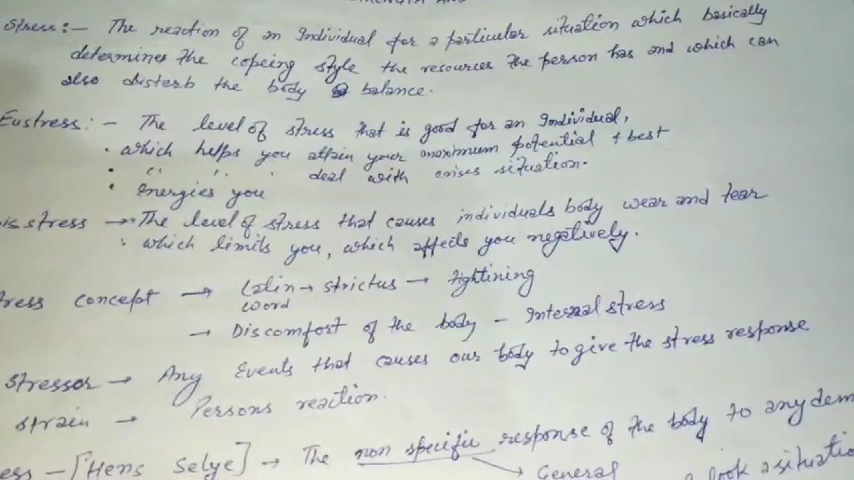 STRENGTH AND
Stress:- The reaction of an Individual for a particular situation which basically
determines the copeing style the resources the person has and which can
also disturb the body balance.
Eustress:- The level of stress that is good for an Individual,
• which helps you attain your maximum potential & best
• " " " deal with crises situation.
• energies you
is stress → The level of stress that causes individuals body wear and tear
: which limits you, which affects you negatively.
ress concept → Latin → strictus → tightining
word
→ Discomfort of the body - Internal stress
Stressor → Any Events that causes our body to give the stress response
strain → Persons reaction.
ess - [Hens Selye] → The non specific response of the body to any dem
→ General
look a situatio